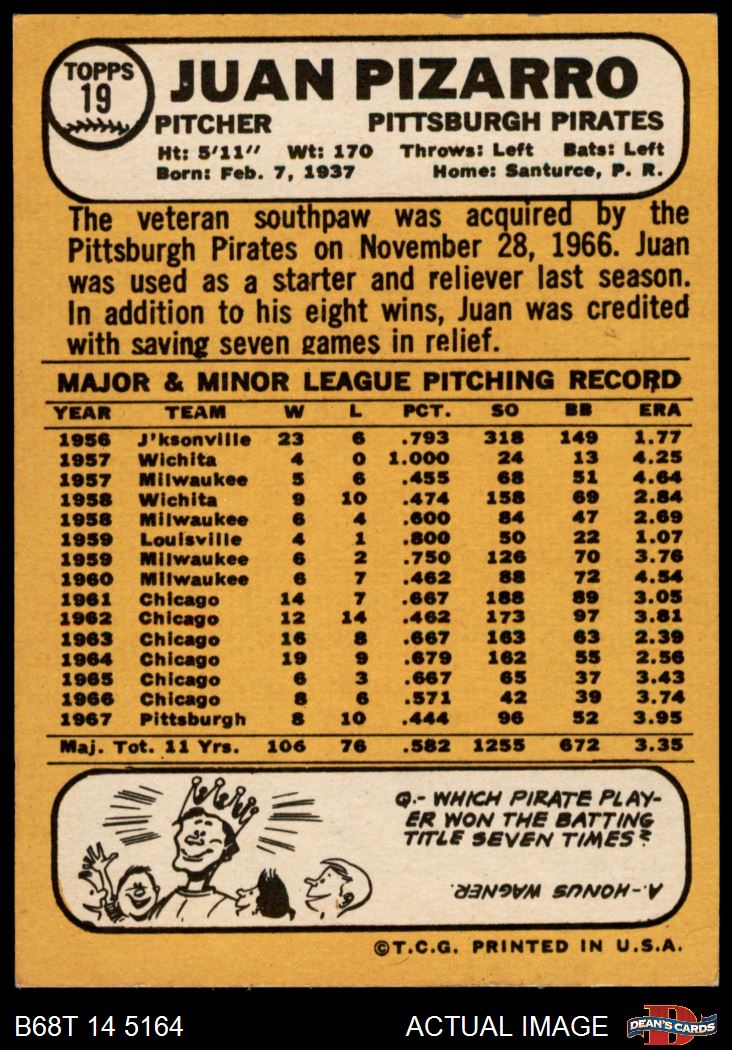 TOPPS
19
JUAN PIZARRO
PITCHER PITTSBURGH PIRATES
Ht: 5'11" Wt: 170 Throws: Left Bats: Left
Born: Feb. 7, 1937 Home: Santurce, P. R.
The veteran southpaw was acquired by the
Pittsburgh Pirates on November 28, 1966. Juan
was used as a starter and reliever last season.
In addition to his eight wins, Juan was credited
with saving seven games in relief.
MAJOR & MINOR LEAGUE PITCHING RECORD
YEAR TEAM W L PCT. SO BB ERA
1956 J'ksonville 23 6 .793 318 149 1.77
1957 Wichita 4 0 1.000 24 13 4.25
1957 Milwaukee 5 6 .455 68 51 4.64
1958 Wichita 9 10 .474 158 69 2.84
1958 Milwaukee 6 4 .600 84 47 2.69
1959 Louisville 4 1 .800 50 22 1.07
1959 Milwaukee 6 2 .750 126 70 3.76
1960 Milwaukee 6 7 .462 88 72 4.54
1961 Chicago 14 7 .667 188 89 3.05
1962 Chicago 12 14 .462 173 97 3.81
1963 Chicago 16 8 .667 163 63 2.39
1964 Chicago 19 9 .679 162 55 2.56
1965 Chicago 6 3 .667 65 37 3.43
1966 Chicago 8 6 .571 42 39 3.74
1967 Pittsburgh 8 10 .444 96 52 3.95
Maj. Tot. 11 Yrs. 106 76 .582 1255 672 3.35
Q.- WHICH PIRATE PLAY-
ER WON THE BATTING
TITLE SEVEN TIMES?
A.-HONUS WAGNER.
©T.C.G. PRINTED IN U.S.A.
B68T 14 5164 ACTUAL IMAGE
DEAN'S CARDS